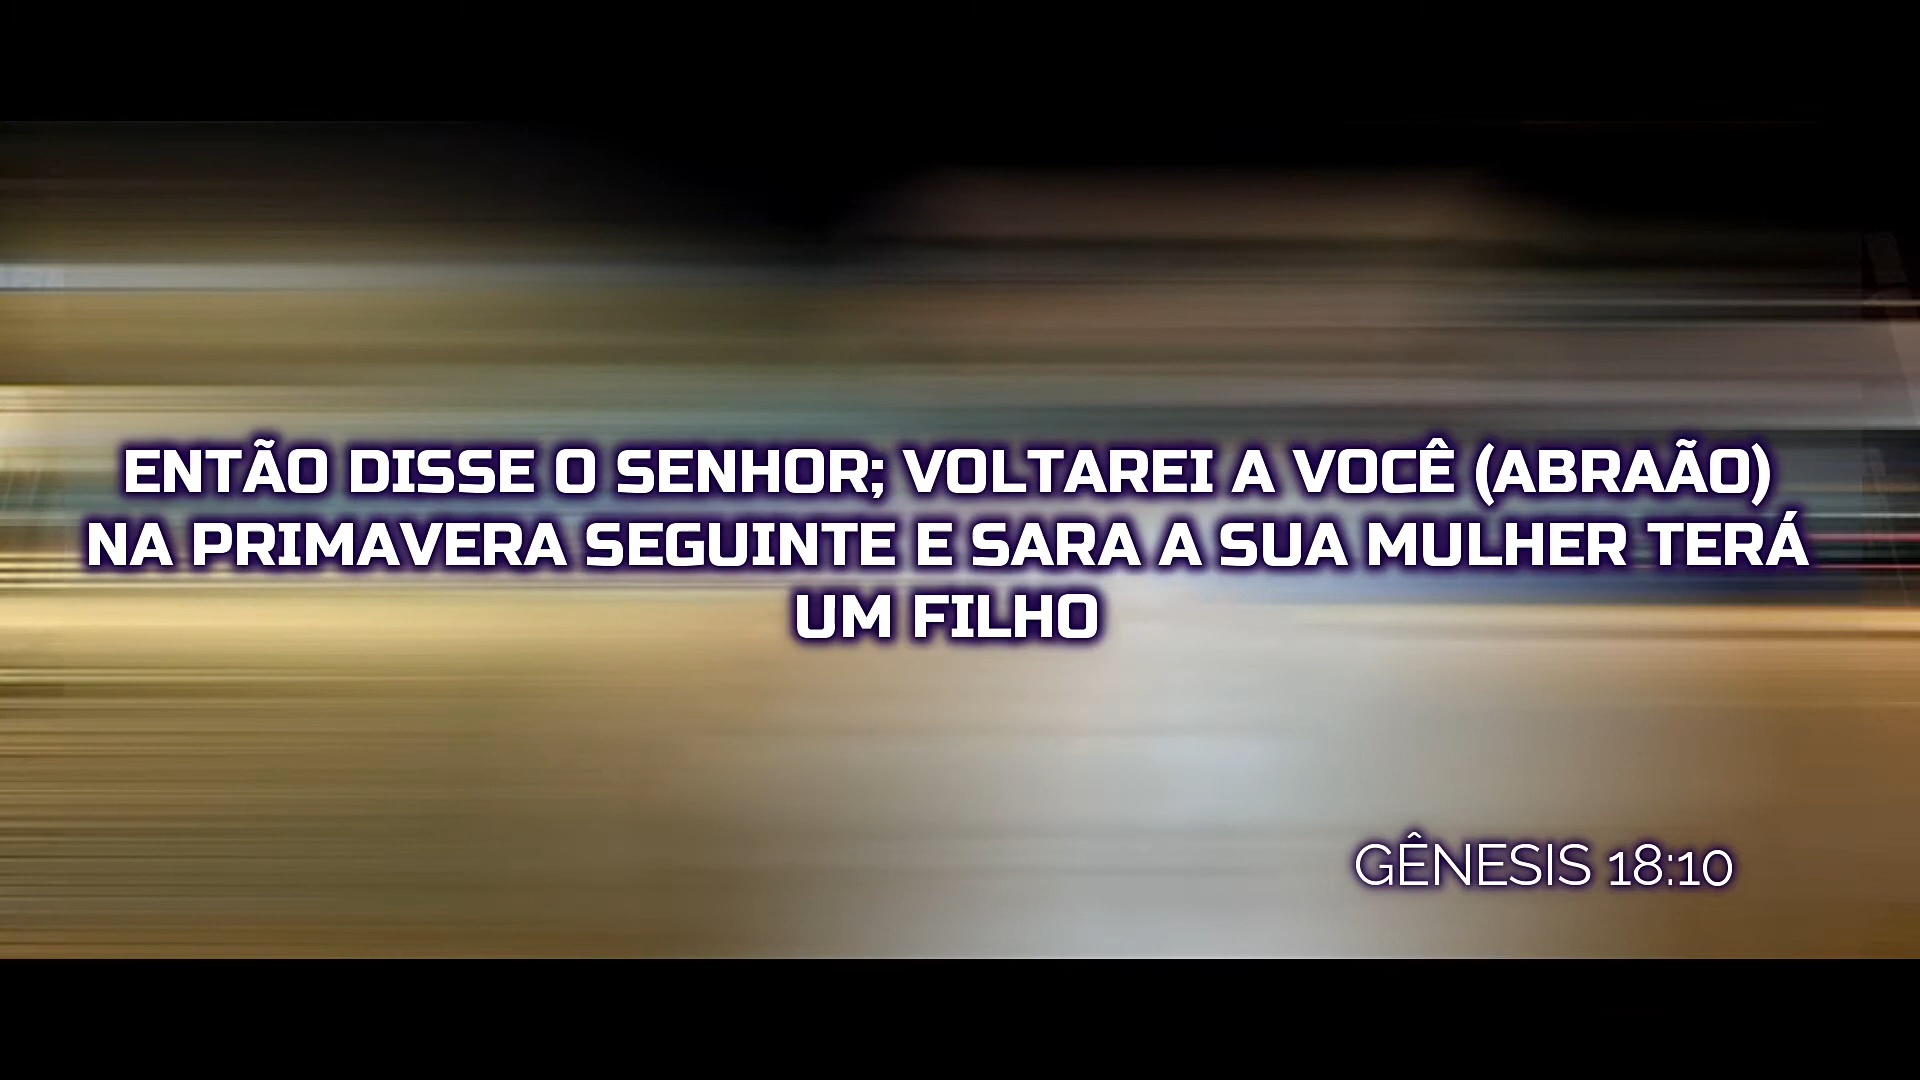 ENTÃO DISSE O SENHOR; VOLTAREI A VOCÊ (ABRAÃO)
NA PRIMAVERA SEGUINTE E SARA A SUA MULHER TERÁ
UM FILHO
GÊNESIS 18:10